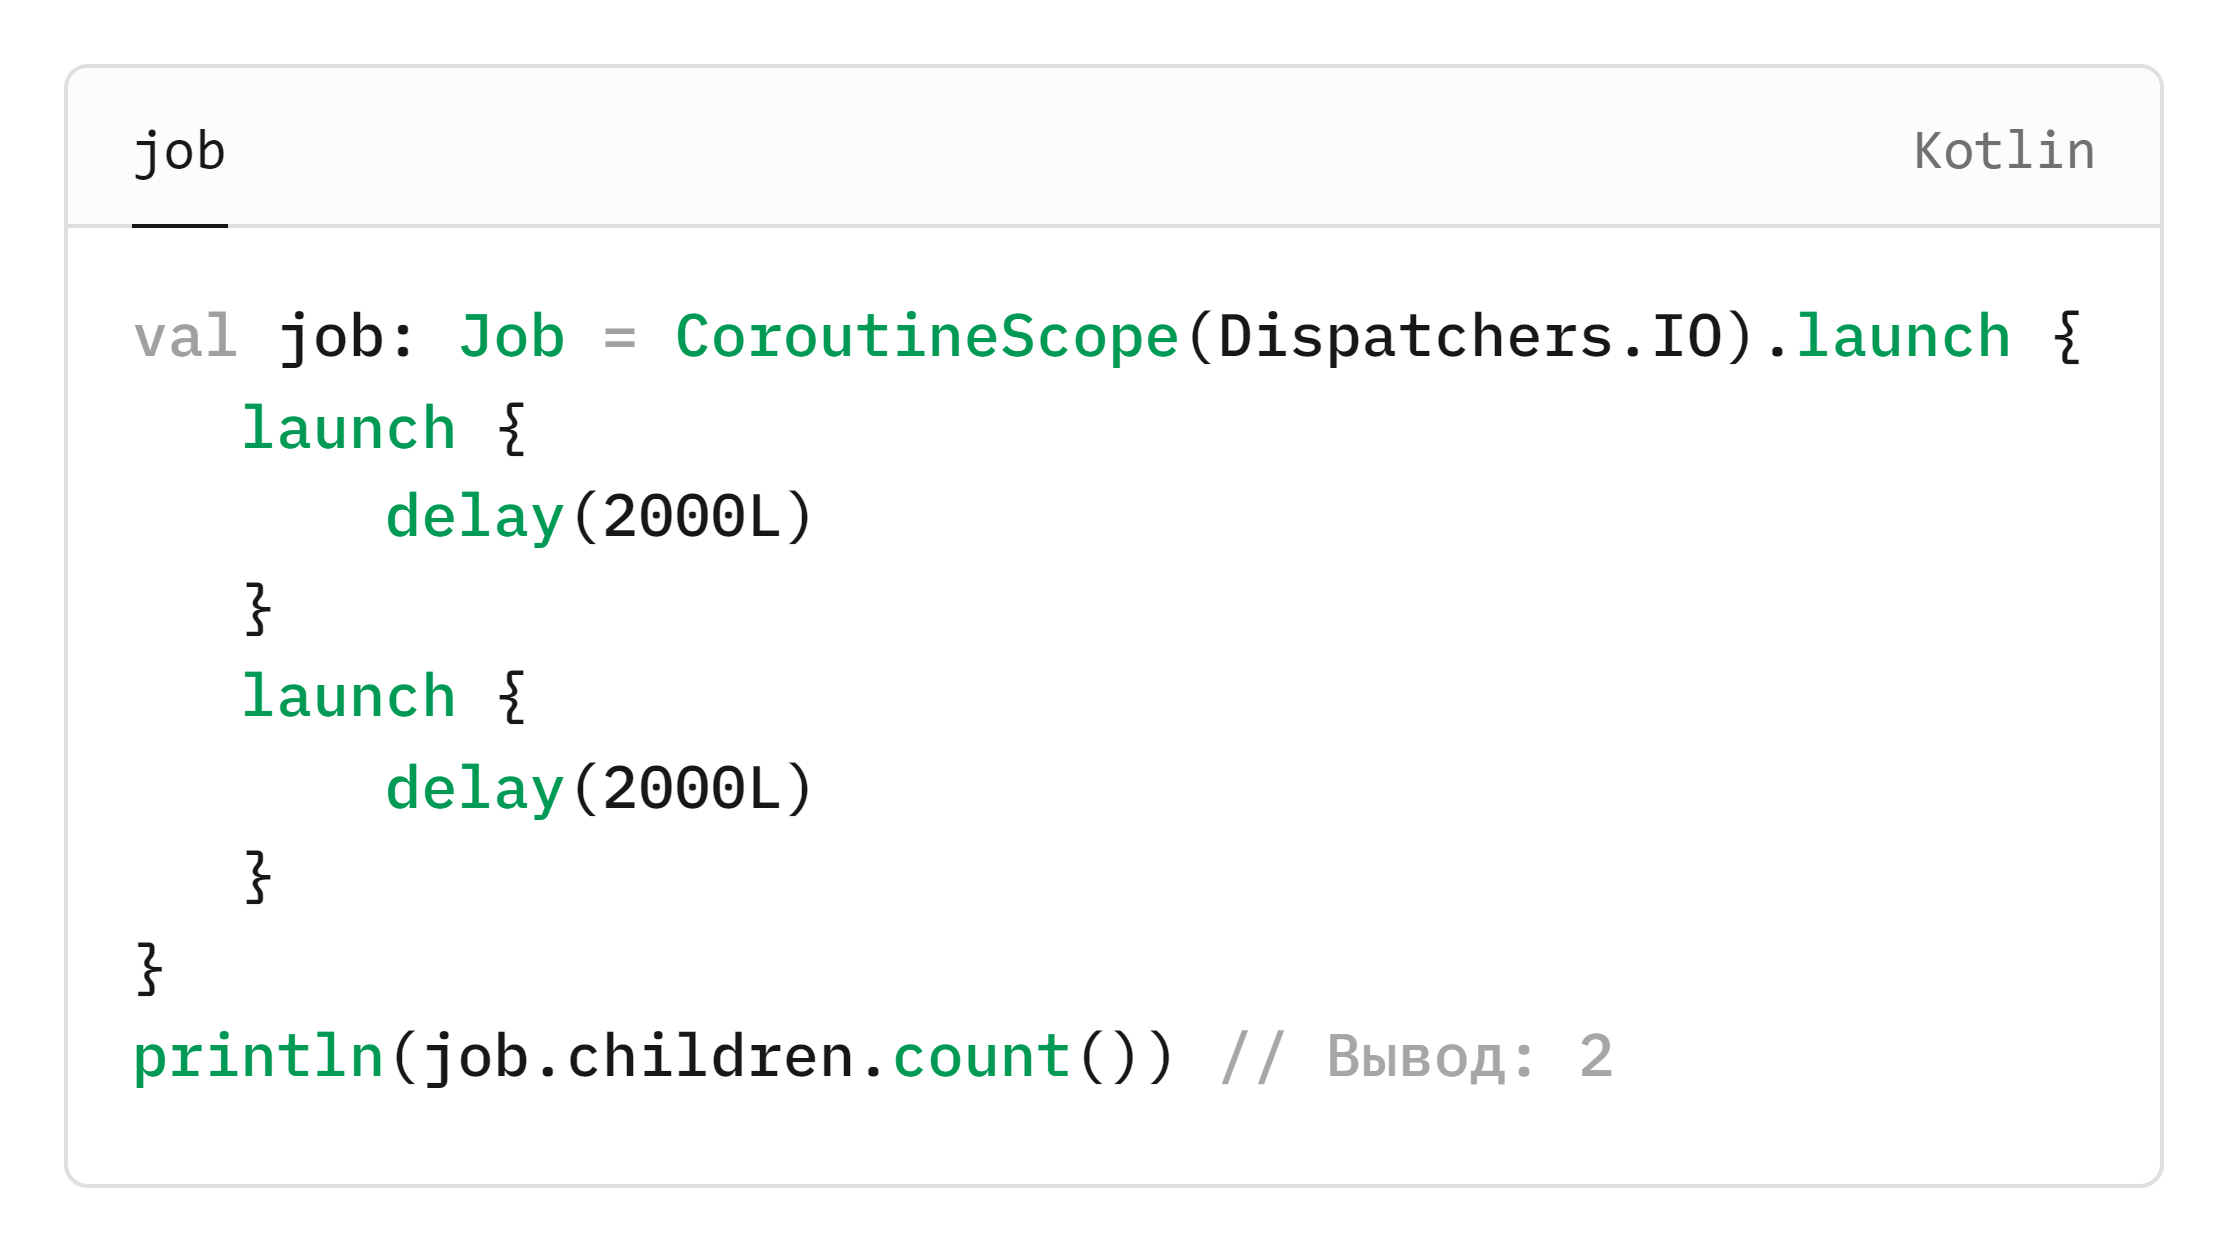 job
Kotlin
val job: Job = CoroutineScope(Dispatchers.IO).launch {
   launch {
       delay(2000L)
   }
   launch {
       delay(2000L)
   }
}
println(job.children.count()) // Вывод: 2